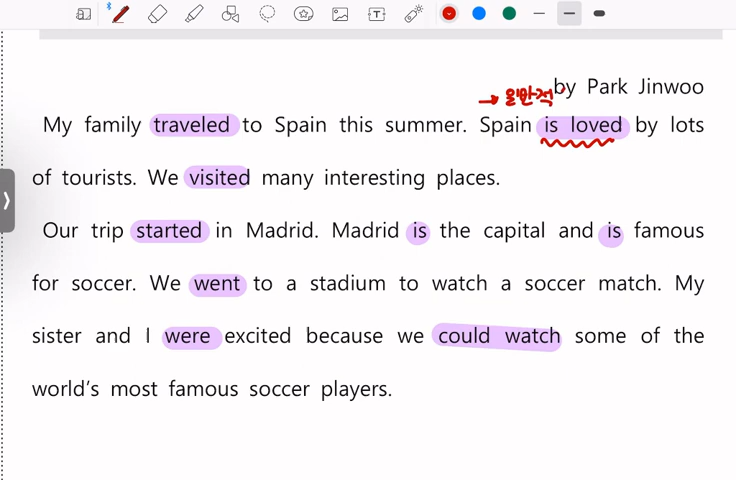 by Park Jinwoo
→ 일반적
My family traveled to Spain this summer. Spain is loved by lots
of tourists. We visited many interesting places.
Our trip started in Madrid. Madrid is the capital and is famous
for soccer. We went to a stadium to watch a soccer match. My
sister and I were excited because we could watch some of the
world's most famous soccer players.